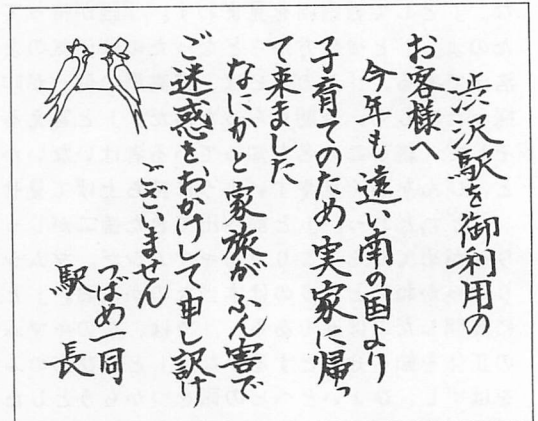 渋沢駅を御利用の
お客様へ
今年も遠い南の国より
子育てため実家に帰っ
て来ました
なにかと家族がふん害で
ご迷惑をおかけして申し訳
ございません
つばめ一同
駅長